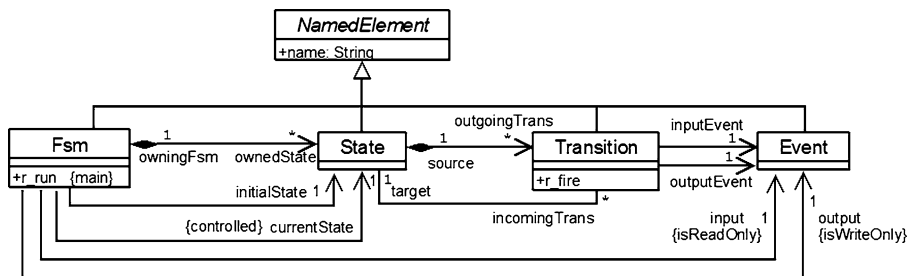 NamedElement
+name: String
Fsm
+r_run {main}
1
*
owningFsm
ownedState
State
1
source
outgoingTrans
*
Transition
+r_fire
inputEvent
1
1
outputEvent
Event
initialState 1
1
1
target
incomingTrans
*
{controlled} currentState
input 1
{isReadOnly}
1
output
{isWriteOnly}